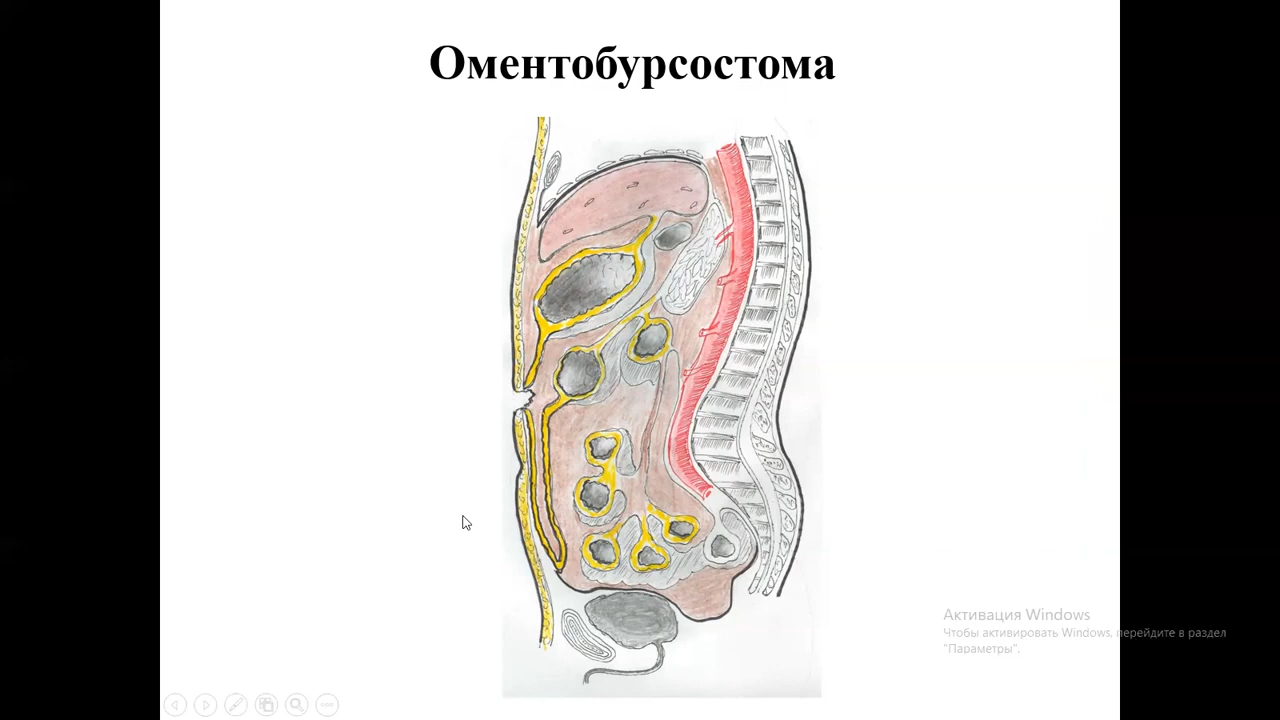 Оментобурсостома
Активация Windows
Чтобы активировать Windows, перейдите в раздел
"Параметры".